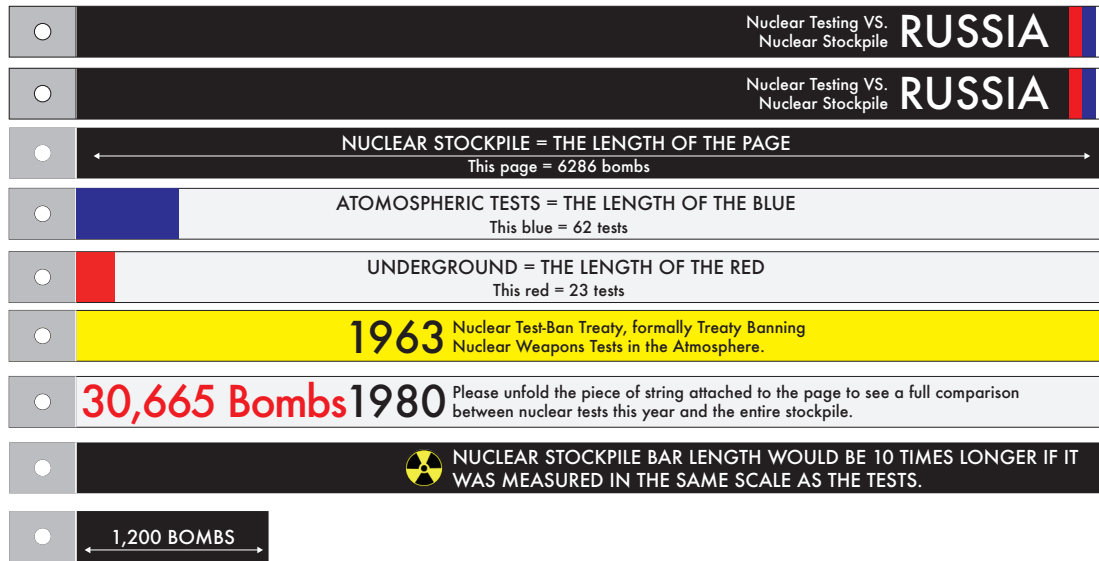 Nuclear Testing VS.
Nuclear Stockpile RUSSIA
Nuclear Testing VS.
Nuclear Stockpile RUSSIA
NUCLEAR STOCKPILE = THE LENGTH OF THE PAGE
This page = 6286 bombs
ATOMOSPHERIC TESTS = THE LENGTH OF THE BLUE
This blue = 62 tests
UNDERGROUND = THE LENGTH OF THE RED
This red = 23 tests
1963 Nuclear Test-Ban Treaty, formally Treaty Banning
Nuclear Weapons Tests in the Atmosphere.
30,665 Bombs 1980 Please unfold the piece of string attached to the page to see a full comparison
between nuclear tests this year and the entire stockpile.
NUCLEAR STOCKPILE BAR LENGTH WOULD BE 10 TIMES LONGER IF IT
WAS MEASURED IN THE SAME SCALE AS THE TESTS.
1,200 BOMBS